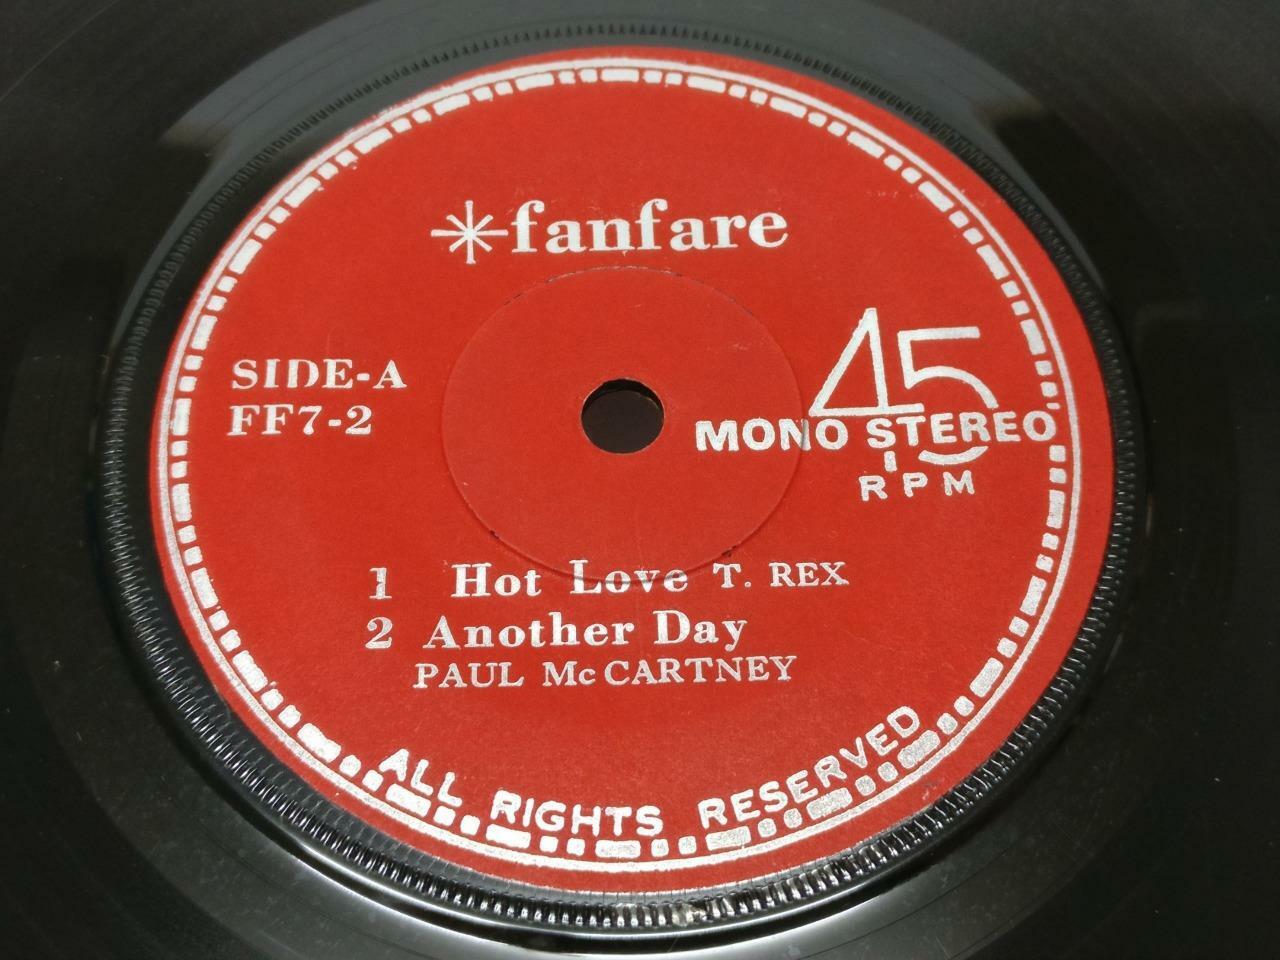 fanfare
SIDE-A
FF7-2
45
MONO STEREO
RPM
1 Hot Love T. REX
2 Another Day
PAUL McCARTNEY
ALL RIGHTS RESERVED